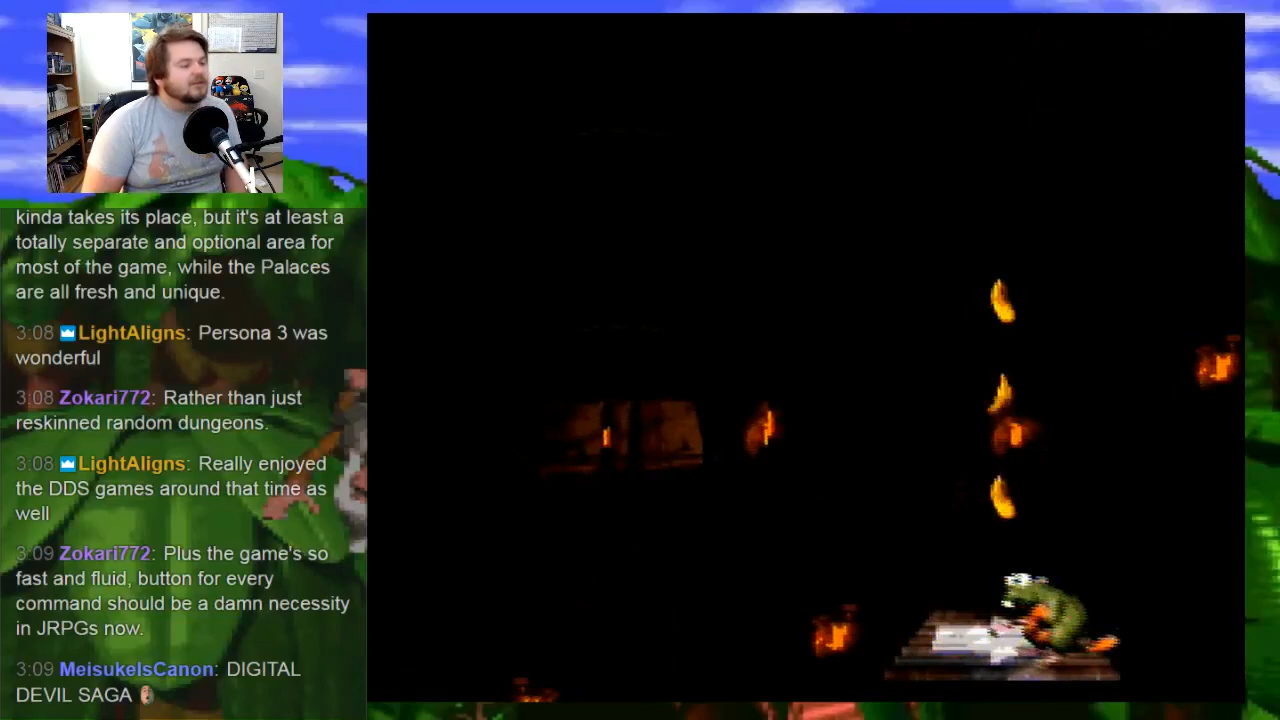 kinda takes its place, but it's at least a
totally separate and optional area for
most of the game, while the Palaces
are all fresh and unique.
3:08 LightAligns: Persona 3 was
wonderful
3:08 Zokari772: Rather than just
reskinned random dungeons.
3:08 LightAligns: Really enjoyed
the DDS games around that time as
well
3:09 Zokari772: Plus the game's so
fast and fluid, button for every
command should be a damn necessity
in JRPGs now.
3:09 MeisukeIsCanon: DIGITAL
DEVIL SAGA